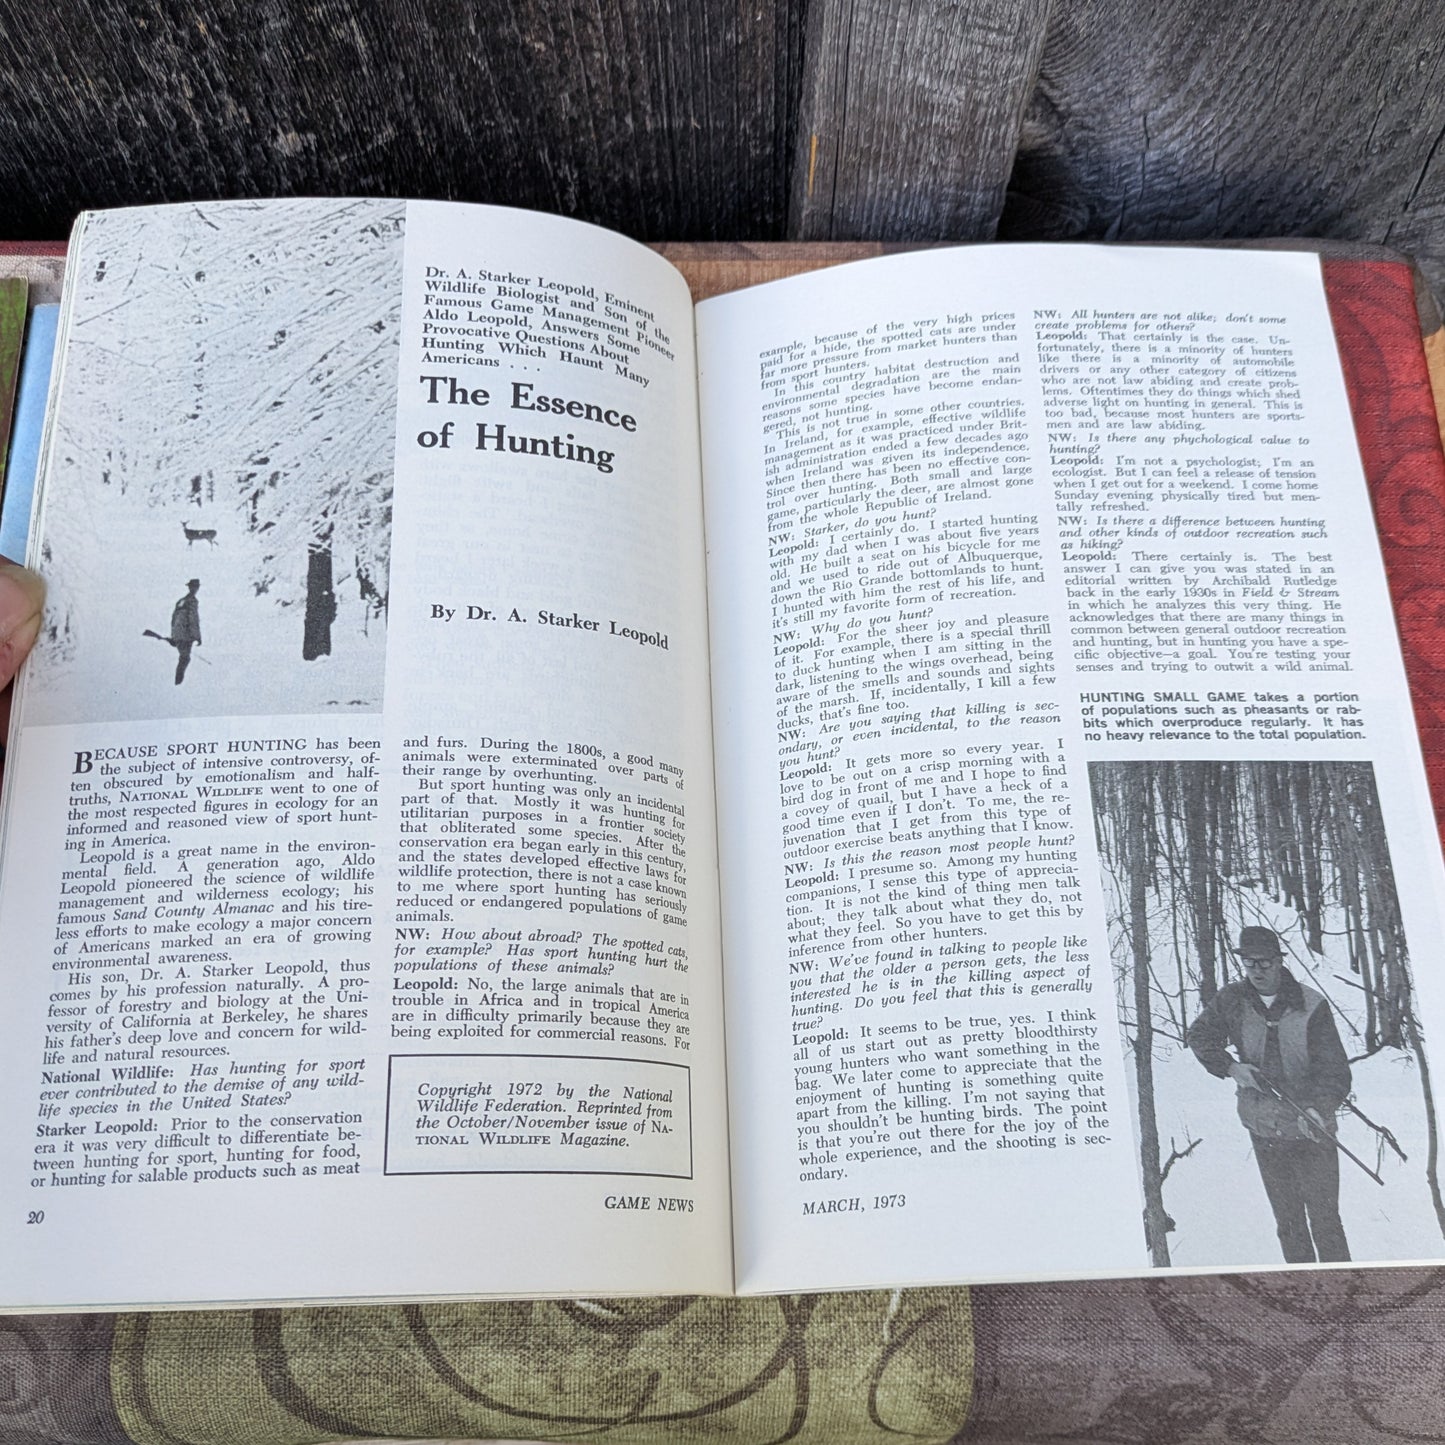 Dr. A. Starker Leopold, Eminent
Wildlife Biologist and Son of the
Famous Game Management Pioneer
Aldo Leopold, Answers Some
Provocative Questions About
Hunting Which Haunt Many
Americans . . .
The Essence
of Hunting
By Dr. A. Starker Leopold
BECAUSE SPORT HUNTING has been
the subject of intensive controversy, of-
ten obscured by emotionalism and half-
truths, NATIONAL WILDLIFE went to one of
the most respected figures in ecology for an
informed and reasoned view of sport hunt-
ing in America.
Leopold is a great name in the environ-
mental field. A generation ago, Aldo
Leopold pioneered the science of wildlife
management and wilderness ecology; his
famous Sand County Almanac and his tire-
less efforts to make ecology a major concern
of Americans marked an era of growing
environmental awareness.
His son, Dr. A. Starker Leopold, thus
comes by his profession naturally. A pro-
fessor of forestry and biology at the Uni-
versity of California at Berkeley, he shares
his father's deep love and concern for wild-
life and natural resources.
National Wildlife: Has hunting for sport
ever contributed to the demise of any wild-
life species in the United States?
Starker Leopold: Prior to the conservation
era it was very difficult to differentiate be-
tween hunting for sport, hunting for food,
or hunting for salable products such as meat
and furs. During the 1800s, a good many
animals were exterminated over parts of
their range by overhunting.
But sport hunting was only an incidental
part of that. Mostly it was hunting for
utilitarian purposes in a frontier society
that obliterated some species. After the
conservation era began early in this century,
and the states developed effective laws for
wildlife protection, there is not a case known
to me where sport hunting has seriously
reduced or endangered populations of game
animals.
NW: How about abroad? The spotted cats,
for example? Has sport hunting hurt the
populations of these animals?
Leopold: No, the large animals that are in
trouble in Africa and in tropical America
are in difficulty primarily because they are
being exploited for commercial reasons. For
Copyright 1972 by the National
Wildlife Federation. Reprinted from
the October/November issue of NA-
TIONAL WILDLIFE Magazine.
20
GAME NEWS
example, because of the very high prices
paid for a hide, the spotted cats are under
far more pressure from market hunters than
from sport hunters.
In this country habitat destruction and
environmental degradation are the main
reasons some species have become endan-
gered, not hunting.
This is not true in some other countries.
In Ireland, for example, effective wildlife
management as it was practiced under Brit-
ish administration ended a few decades ago
when Ireland was given its independence.
Since then there has been no effective con-
trol over hunting. Both small and large
game, particularly the deer, are almost gone
from the whole Republic of Ireland.
NW: Starker, do you hunt?
Leopold: I certainly do. I started hunting
with my dad when I was about five years
old. He built a seat on his bicycle for me
and we used to ride out of Albuquerque,
down the Rio Grande bottomlands to hunt.
I hunted with him the rest of his life, and
it's still my favorite form of recreation.
NW: Why do you hunt?
Leopold: For the sheer joy and pleasure
of it. For example, there is a special thrill
to duck hunting when I am sitting in the
dark, listening to the wings overhead, being
aware of the smells and sounds and sights
of the marsh. If, incidentally, I kill a few
ducks, that's fine too.
NW: Are you saying that killing is sec-
ondary, or even incidental, to the reason
you hunt?
Leopold: It gets more so every year. I
love to be out on a crisp morning with a
bird dog in front of me and I hope to find
a covey of quail, but I have a heck of a
good time even if I don't. To me, the re-
juvenation that I get from this type of
outdoor exercise beats anything that I know.
NW: Is this the reason most people hunt?
Leopold: I presume so. Among my hunting
companions, I sense this type of apprecia-
tion. It is not the kind of thing men talk
about; they talk about what they do, not
what they feel. So you have to get this by
inference from other hunters.
NW: We've found in talking to people like
you that the older a person gets, the less
interested he is in the killing aspect of
hunting. Do you feel that this is generally
true?
Leopold: It seems to be true, yes. I think
all of us start out as pretty bloodthirsty
young hunters who want something in the
bag. We later come to appreciate that the
enjoyment of hunting is something quite
apart from the killing. I'm not saying that
you shouldn't be hunting birds. The point
is that you're out there for the joy of the
whole experience, and the shooting is sec-
ondary.
MARCH, 1973
NW: All hunters are not alike; don't some
create problems for others?
Leopold: That certainly is the case. Un-
fortunately, there is a minority of hunters
like there is a minority of automobile
drivers or any other category of citizens
who are not law abiding and create prob-
lems. Oftentimes they do things which shed
adverse light on hunting in general. This is
too bad, because most hunters are sports-
men and are law abiding.
NW: Is there any phychological value to
hunting?
Leopold: I'm not a psychologist; I'm an
ecologist. But I can feel a release of tension
when I get out for a weekend. I come home
Sunday evening physically tired but men-
tally refreshed.
NW: Is there a difference between hunting
and other kinds of outdoor recreation such
as hiking?
Leopold: There certainly is. The best
answer I can give you was stated in an
editorial written by Archibald Rutledge
back in the early 1930s in Field & Stream
in which he analyzes this very thing. He
acknowledges that there are many things in
common between general outdoor recreation
and hunting, but in hunting you have a spe-
cific objective—a goal. You're testing your
senses and trying to outwit a wild animal.
HUNTING SMALL GAME takes a portion
of populations such as pheasants or rab-
bits which overproduce regularly. It has
no heavy relevance to the total population.